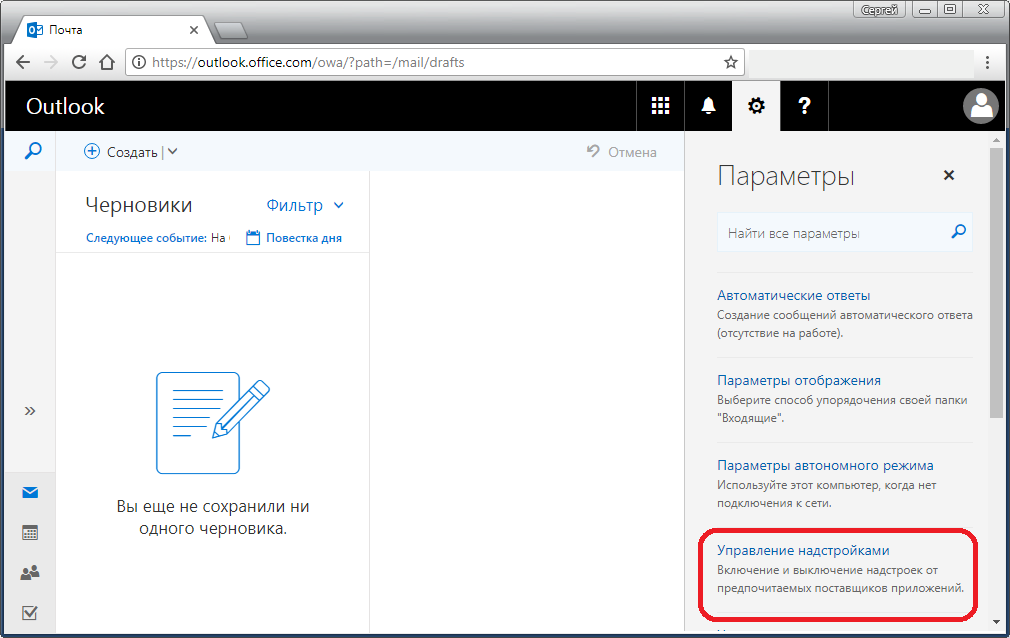 Сергей
Почта
https://outlook.office.com/owa/?path=/mail/drafts
Outlook
?
Создать
Отмена
Черновики
Фильтр
Следующее событие: На
Повестка дня
Вы еще не сохранили ни
одного черновика.
Параметры
Найти все параметры
Автоматические ответы
Создание сообщений автоматического ответа
(отсутствие на работе).
Параметры отображения
Выберите способ упорядочения своей папки
"Входящие".
Параметры автономного режима
Используйте этот компьютер, когда нет
подключения к сети.
Управление надстройками
Включение и выключение надстроек от
предпочитаемых поставщиков приложений.